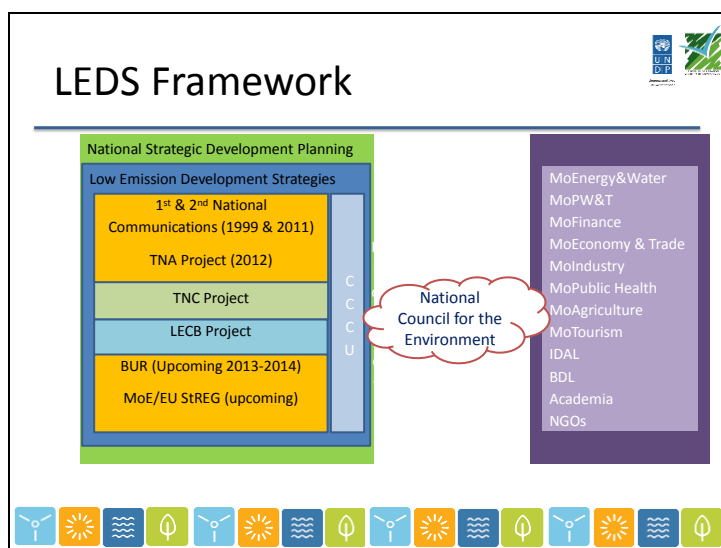 LEDS Framework
U N
D P
National Strategic Development Planning
Low Emission Development Strategies
1st & 2nd National
Communications (1999 & 2011)
TNA Project (2012)
TNC Project
LECB Project
BUR (Upcoming 2013-2014)
MoE/EU StREG (upcoming)
C
C
C
U
National
Council for the
Environment
MoEnergy&Water
MoPW&T
MoFinance
MoEconomy & Trade
MoIndustry
MoPublic Health
MoAgriculture
MoTourism
IDAL
BDL
Academia
NGOs